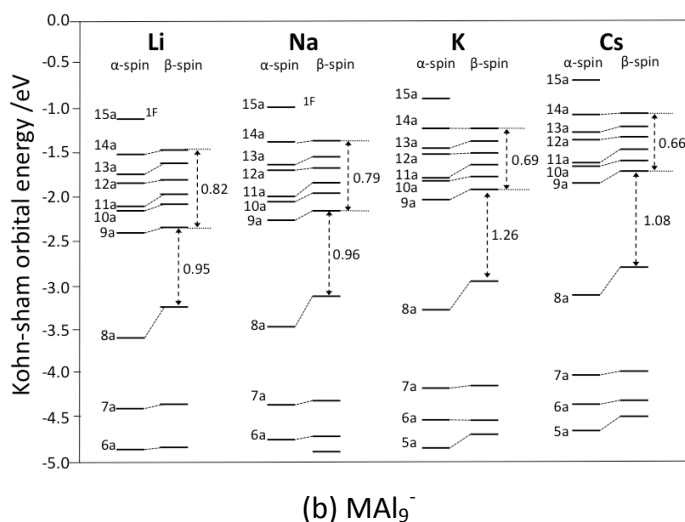 Kohn-sham orbital energy /eV
0.0
-0.5
-1.0
-1.5
-2.0
-2.5
-3.0
-3.5
-4.0
-4.5
-5.0
Li
α-spin β-spin
15a 1F
14a
13a
12a
11a
10a
9a
8a
7a
6a
0.82
0.95
Na
α-spin β-spin
15a 1F
14a
13a
12a
11a
10a
9a
8a
7a
6a
0.79
0.96
K
α-spin β-spin
15a
14a
13a
12a
11a
10a
9a
8a
7a
6a
5a
0.69
1.26
Cs
α-spin β-spin
15a
14a
13a
12a
11a
10a
9a
8a
7a
6a
5a
0.66
1.08
(b) MAl₉⁻